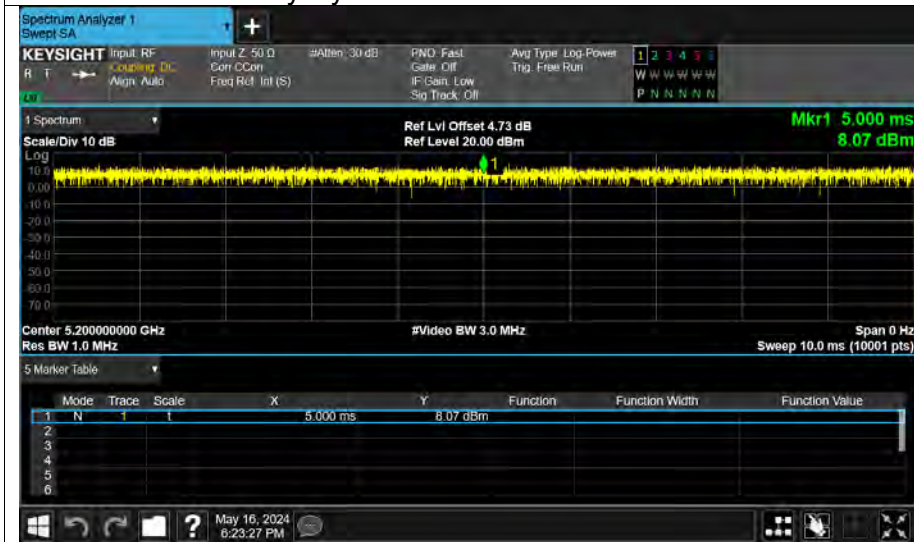 Spectrum Analyzer 1
Swept SA
+
KEYSIGHT Input: RF Input Z: 50 Ω #Atten: 30 dB PNO: Fast Avg Type: Log-Power 1 2 3 4 5 6
R T Coupling: DC Corr CCorr Gate: Off Trig: Free Run W W W W W W
Align: Auto Freq Ref: Int (S) IF Gain: Low P N N N N N
Sig Track: Off
1 Spectrum Ref Lvl Offset 4.73 dB Mkr1 5.000 ms
Scale/Div 10 dB Ref Level 20.00 dBm 8.07 dBm
Log
10.0
1
0.00
-10.0
-20.0
-30.0
-40.0
-50.0
-60.0
-70.0
Center 5.200000000 GHz #Video BW 3.0 MHz Span 0 Hz
Res BW 1.0 MHz Sweep 10.0 ms (10001 pts)
5 Marker Table
Mode Trace Scale X Y Function Function Width Function Value
1 N 1 t 5.000 ms 8.07 dBm
2
3
4
5
6
? May 16, 2024
6:23:27 PM